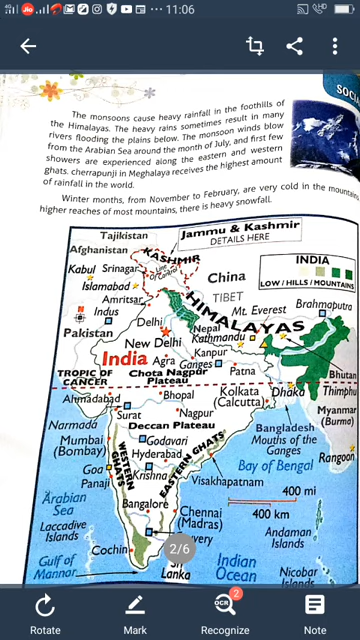 11:06
SOCI
The monsoons cause heavy rainfall in the foothills of
the Himalayas. The heavy rains sometimes result in many
rivers flooding the plains below. The monsoon winds blow
from the Arabian Sea around the month of July, and first few
showers are experienced along the eastern and western
ghats. cherrapunji in Meghalaya receives the highest amount
of rainfall in the world.
Winter months, from November to February, are very cold in the mountains
higher reaches of most mountains, there is heavy snowfall.
Tajikistan
Jammu & Kashmir
DETAILS HERE
Afghanistan
KASHMIR
Line
Of Control
Kabul
Srinagar
China
INDIA
LOW / HILLS / MOUNTAINS
Islamabad
TIBET
Amritsar
HIMALAYAS
Mt. Everest
Brahmaputra
Indus
Delhi
Nepal
Pakistan
New Delhi
Kathmandu
India
Agra
Kanpur
Ganges
Patna
Bhutan
TROPIC OF
CANCER
Chota Nagpur
Plateau
Kolkata
(Calcutta)
Dhaka
Thimphu
Ahmadabad
Bhopal
Surat
Nagpur
Myanmar
(Burma)
Narmada
Deccan Plateau
Bangladesh
Mouths of the
Ganges
Mumbai
(Bombay)
Godavari
Hyderabad
WESTERN
GHATS
EASTERN GHATS
Rangoon
Bay of Bengal
Goa
Krishna
Panaji
Visakhapatnam
Arabian
Sea
Bangalore
400 mi
400 km
Chennai
(Madras)
Laccadive
Islands
Andaman
Islands
very
Cochin
2/6
Gulf of
Mannar
Sri
Lanka
Indian
Ocean
Nicobar
Islands
2
OCR
Rotate
Mark
Recognize
Note